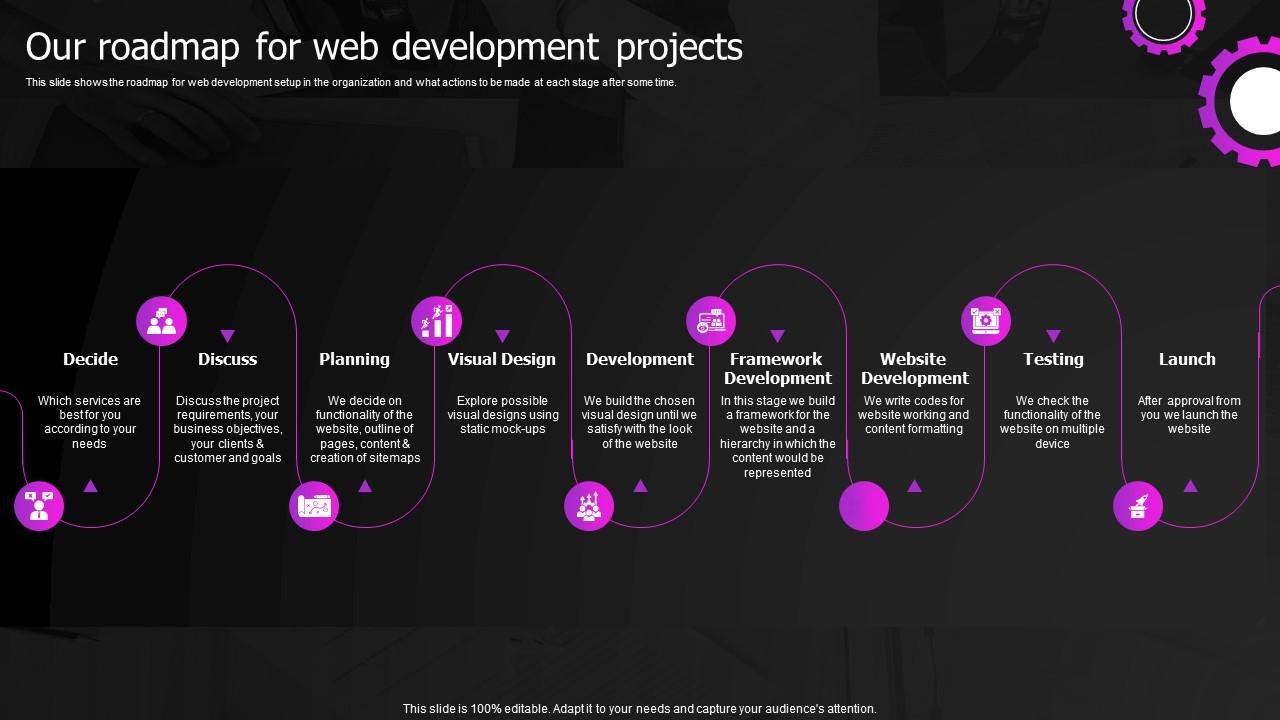 Our roadmap for web development projects
This slide shows the roadmap for web development setup in the organization and what actions to be made at each stage after some time.
Decide
Which services are
best for you
according to your
needs
Discuss
Discuss the project
requirements, your
business objectives,
your clients &
customer and goals
Planning
We decide on
functionality of the
website, outline of
pages, content &
creation of sitemaps
Visual Design
Explore possible
visual designs using
static mock-ups
Development
We build the chosen
visual design until we
satisfy with the look
of the website
Framework
Development
In this stage we build
a framework for the
website and a
hierarchy in which the
content would be
represented
Website
Development
We write codes for
website working and
content formatting
Testing
We check the
functionality of the
website on multiple
device
Launch
After approval from
you we launch the
website
This slide is 100% editable. Adapt it to your needs and capture your audience's attention.